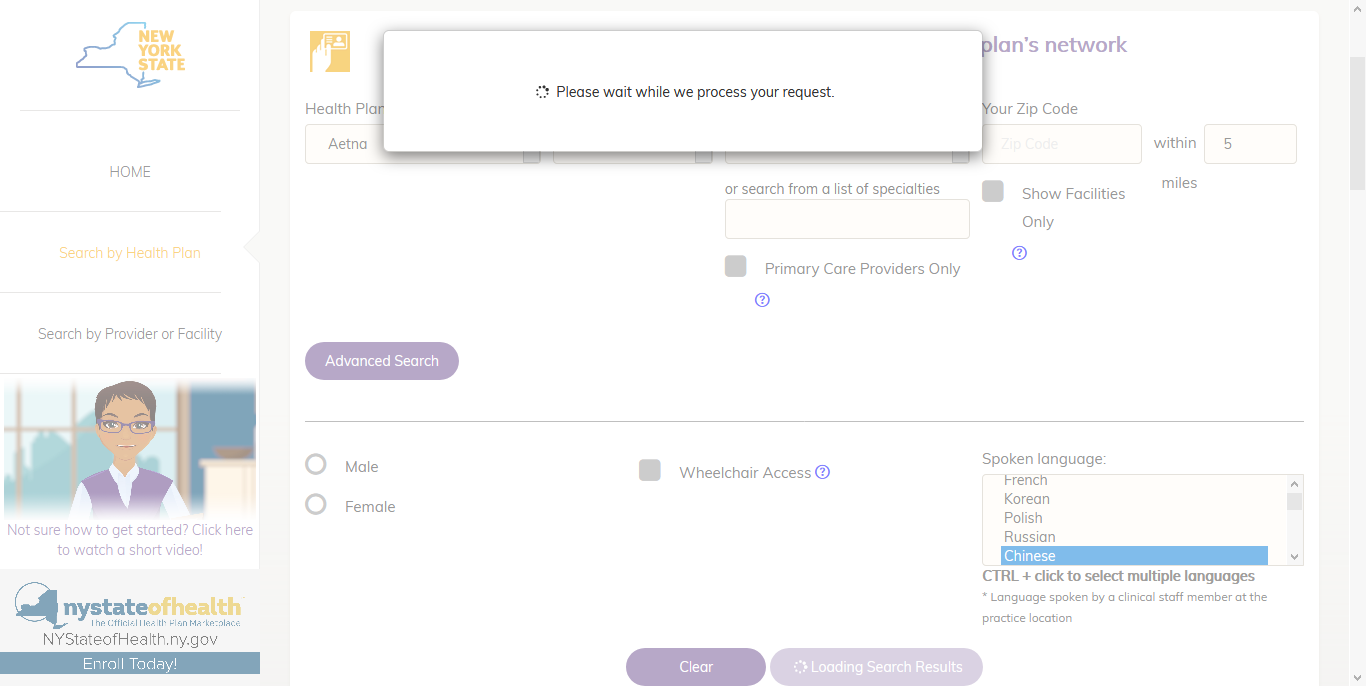 NEW
YORK
STATE
HOME
Search by Health Plan
Search by Provider or Facility
Not sure how to get started? Click here
to watch a short video!
nystateofhealth
The Official Health Plan Marketplace
NYStateofHealth.ny.gov
Enroll Today!
plan's network
Please wait while we process your request.
Health Plan
Aetna
Your Zip Code
Zip Code
within
5
miles
or search from a list of specialties
Show Facilities
Only
Primary Care Providers Only
Advanced Search
Male
Female
Wheelchair Access
Spoken language:
French
Korean
Polish
Russian
Chinese
CTRL + click to select multiple languages
* Language spoken by a clinical staff member at the
practice location
Clear
Loading Search Results